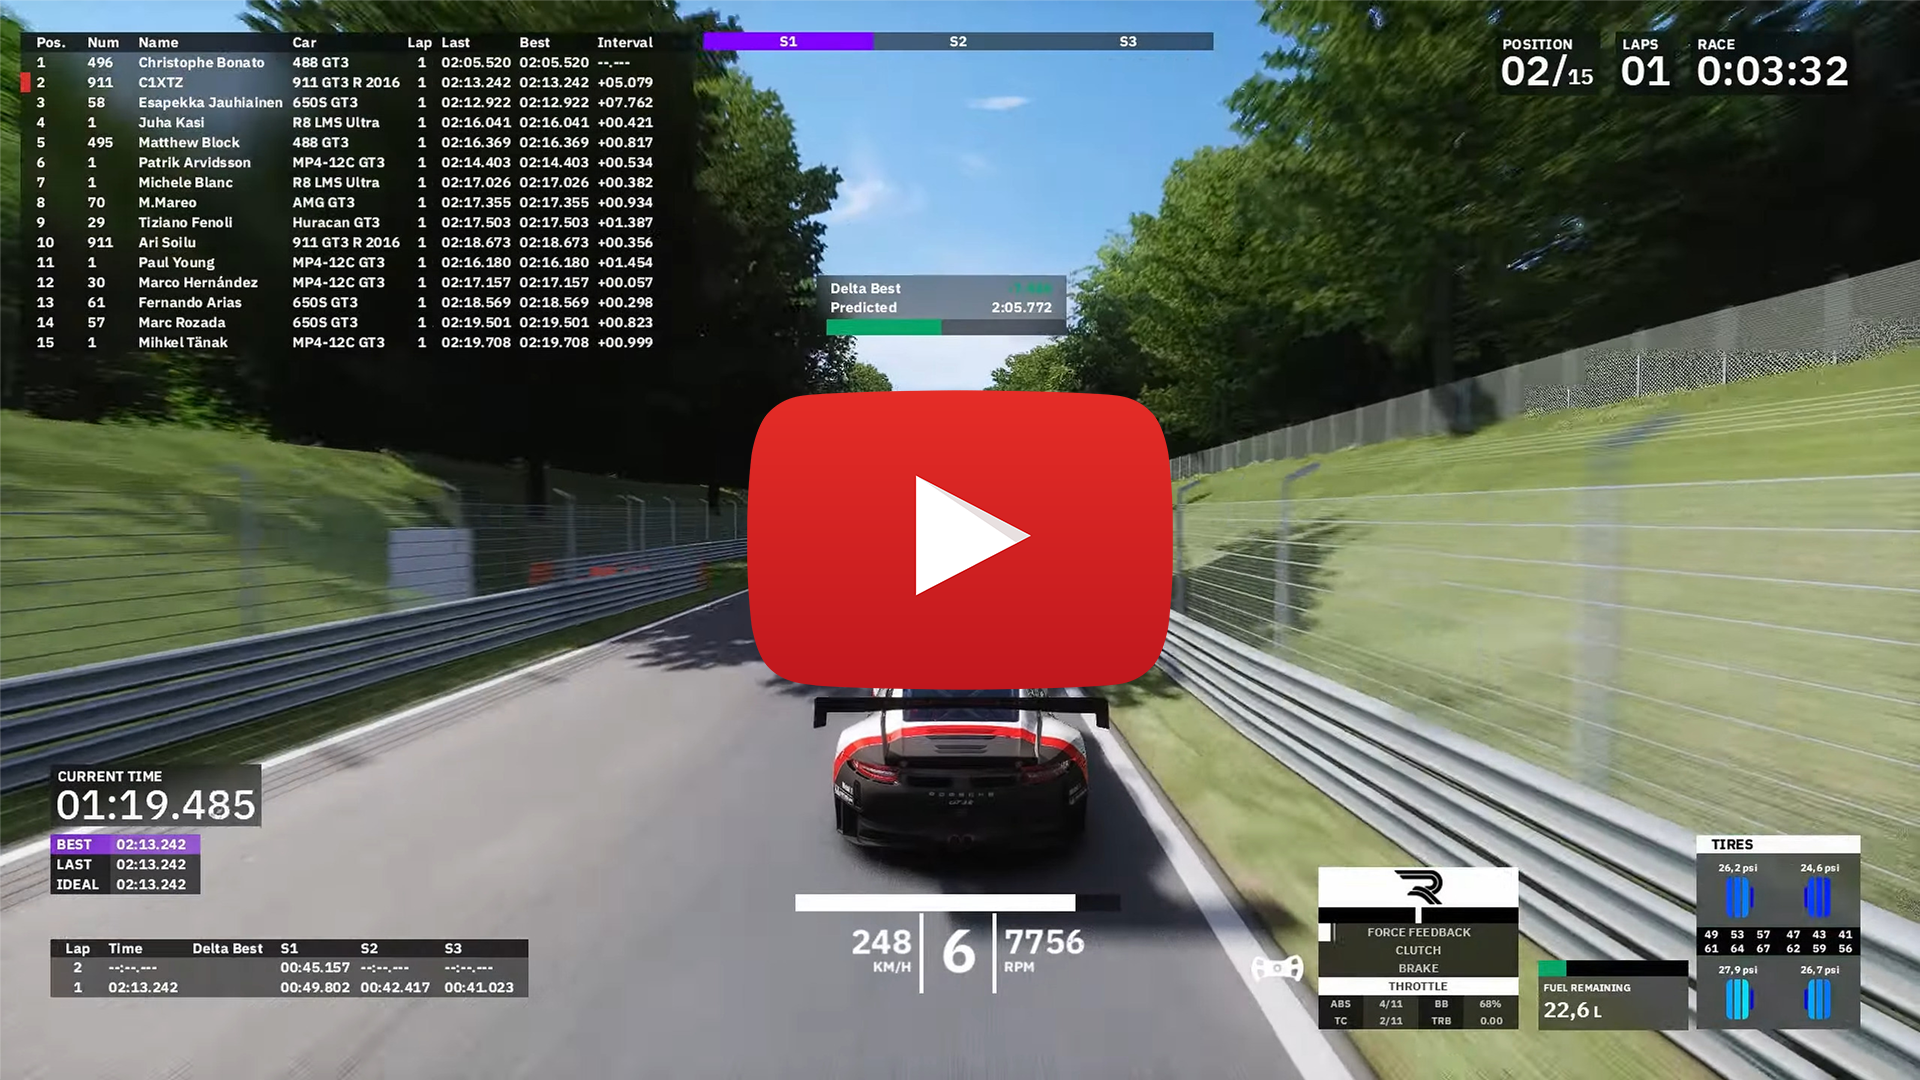 Pos. Num Name Car Lap Last Best Interval
1 496 Christophe Bonato 488 GT3 1 02:05.520 02:05.520 --.---
2 911 C1XTZ 911 GT3 R 2016 1 02:13.242 02:13.242 +05.079
3 58 Esapekka Jauhiainen 650S GT3 1 02:12.922 02:12.922 +07.762
4 1 Juha Kasi R8 LMS Ultra 1 02:16.041 02:16.041 +00.421
5 495 Matthew Block 488 GT3 1 02:16.369 02:16.369 +00.817
6 1 Patrik Arvidsson MP4-12C GT3 1 02:14.403 02:14.403 +00.534
7 1 Michele Blanc R8 LMS Ultra 1 02:17.026 02:17.026 +00.382
8 70 M.Mareo AMG GT3 1 02:17.355 02:17.355 +00.934
9 29 Tiziano Fenoli Huracan GT3 1 02:17.503 02:17.503 +01.387
10 911 Ari Soilu 911 GT3 R 2016 1 02:18.673 02:18.673 +00.356
11 1 Paul Young MP4-12C GT3 1 02:16.180 02:16.180 +01.454
12 30 Marco Hernández MP4-12C GT3 1 02:17.157 02:17.157 +00.057
13 61 Fernando Arias 650S GT3 1 02:18.569 02:18.569 +00.298
14 57 Marc Rozada 650S GT3 1 02:19.501 02:19.501 +00.823
15 1 Mihkel Tänak MP4-12C GT3 1 02:19.708 02:19.708 +00.999
S1 S2 S3
POSITION LAPS RACE
02/15 01 0:03:32
Delta Best
Predicted 2:05.772
CURRENT TIME
01:19.485
BEST 02:13.242
LAST 02:13.242
IDEAL 02:13.242
Lap Time Delta Best S1 S2 S3
2 --:--.--- 00:45.157 --:--.--- --:--.---
1 02:13.242 00:49.802 00:42.417 00:41.023
PORSCHE
248 6 7756
KM/H RPM
FORCE FEEDBACK
CLUTCH
BRAKE
THROTTLE
ABS 4/11 BB 68%
TC 2/11 TRB 0.00
FUEL REMAINING
22,6 L
TIRES
26,2 psi 24,6 psi
49 53 57 47 43 41
61 64 67 62 59 56
27,9 psi 26,7 psi